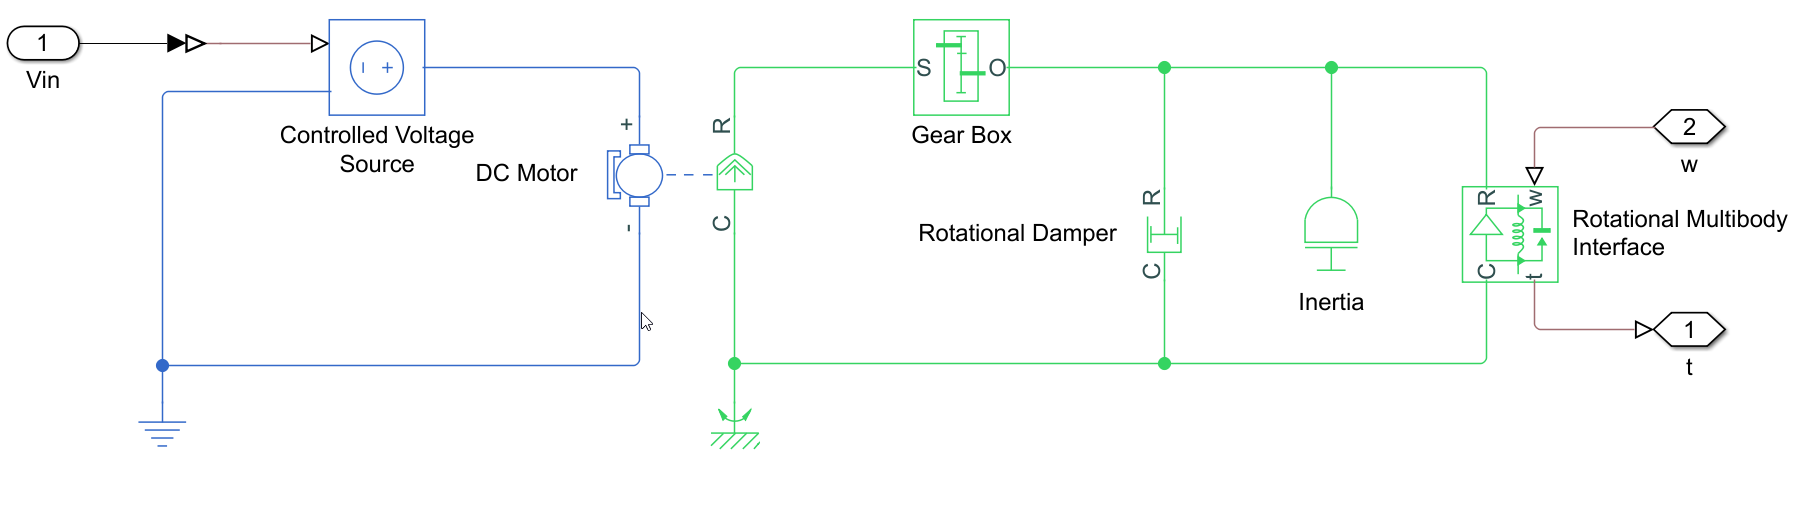 1
Vin
Controlled Voltage
Source
+
DC Motor
-
R
C
S
O
Gear Box
R
Rotational Damper
C
Inertia
2
w
R
w
C
t
Rotational Multibody
Interface
1
t